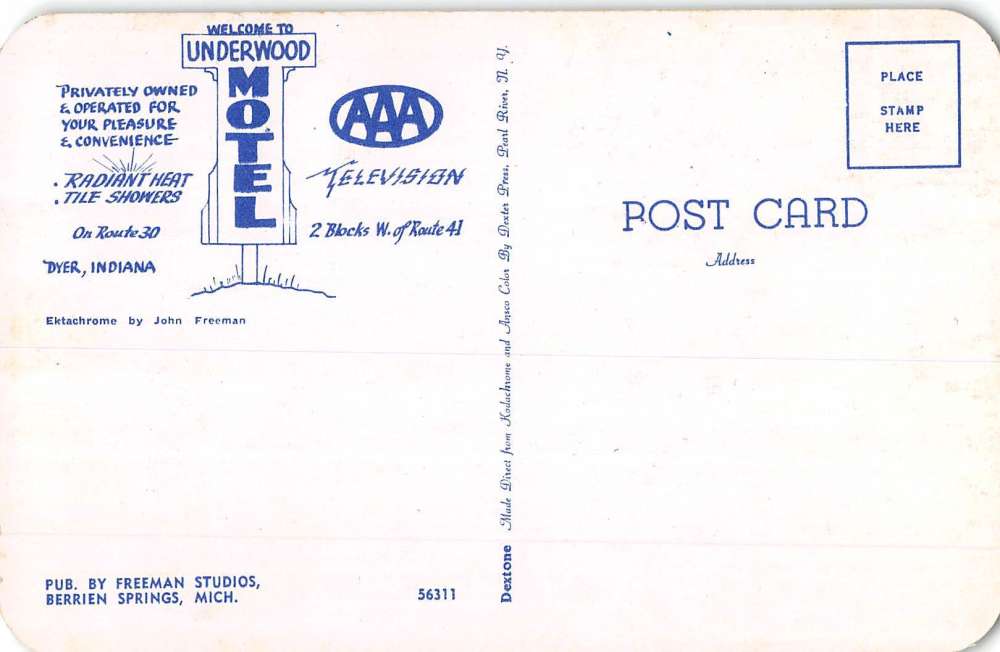 WELCOME TO
UNDERWOOD
MOTEL
PRIVATELY OWNED
& OPERATED FOR
YOUR PLEASURE
& CONVENIENCE
. RADIANT HEAT
. TILE SHOWERS
On Route 30
DYER, INDIANA
AAA
TELEVISION
2 Blocks W. of Route 41
Ektachrome by John Freeman
PUB. BY FREEMAN STUDIOS,
BERRIEN SPRINGS, MICH.
56311
Dextone Made Direct from Kodachrome and Ansco Color By Dexter Press, Pearl River, N. Y.
POST CARD
Address
PLACE
STAMP
HERE